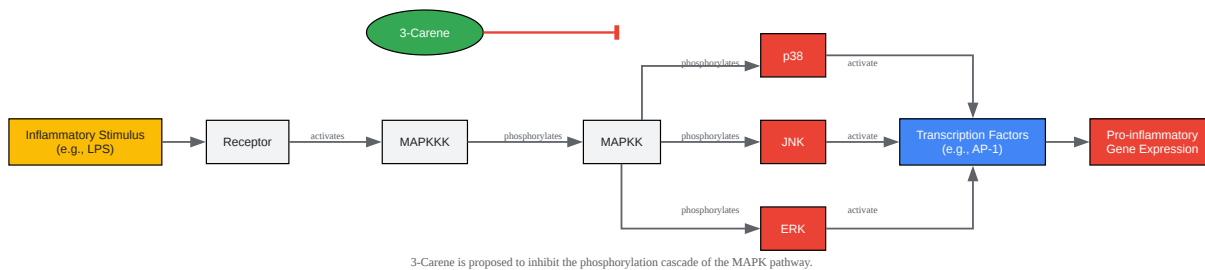 3-Carene
p38
phosphorylates
activate
Inflammatory Stimulus
(e.g., LPS)
Receptor
activates
MAPKKK
phosphorylates
MAPKK
phosphorylates
JNK
activate
Transcription Factors
(e.g., AP-1)
Pro-inflammatory
Gene Expression
phosphorylates
activate
ERK
3-Carene is proposed to inhibit the phosphorylation cascade of the MAPK pathway.